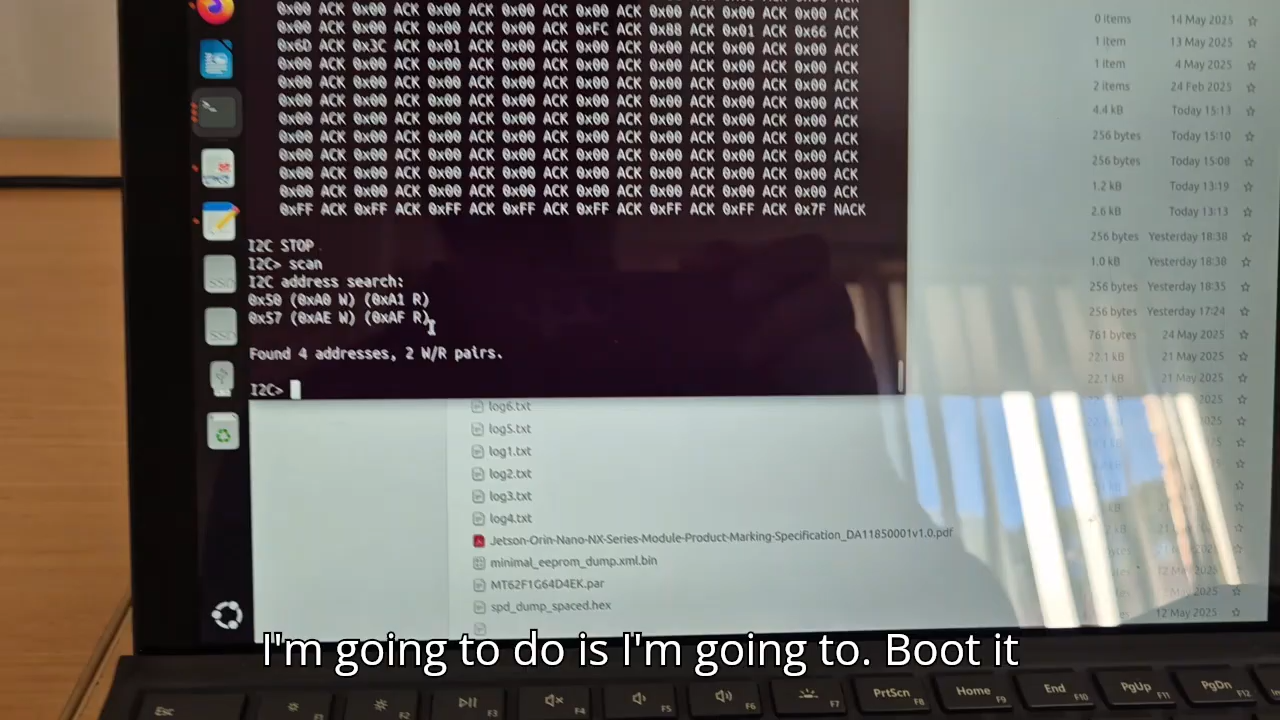 0x00 ACK 0x00 ACK 0x00 ACK 0x00 ACK 0x00 ACK 0x00 ACK 0x00 ACK 0x00 ACK
0x00 ACK 0x00 ACK 0x00 ACK 0x00 ACK 0xFC ACK 0x88 ACK 0x01 ACK 0x66 ACK
0x6D ACK 0x3C ACK 0x01 ACK 0x00 ACK 0x00 ACK 0x00 ACK 0x00 ACK 0x00 ACK
0x00 ACK 0x00 ACK 0x00 ACK 0x00 ACK 0x00 ACK 0x00 ACK 0x00 ACK 0x00 ACK
0x00 ACK 0x00 ACK 0x00 ACK 0x00 ACK 0x00 ACK 0x00 ACK 0x00 ACK 0x00 ACK
0x00 ACK 0x00 ACK 0x00 ACK 0x00 ACK 0x00 ACK 0x00 ACK 0x00 ACK 0x00 ACK
0x00 ACK 0x00 ACK 0x00 ACK 0x00 ACK 0x00 ACK 0x00 ACK 0x00 ACK 0x00 ACK
0x00 ACK 0x00 ACK 0x00 ACK 0x00 ACK 0x00 ACK 0x00 ACK 0x00 ACK 0x00 ACK
0x00 ACK 0x00 ACK 0x00 ACK 0x00 ACK 0x00 ACK 0x00 ACK 0x00 ACK 0x00 ACK
0x00 ACK 0x00 ACK 0x00 ACK 0x00 ACK 0x00 ACK 0x00 ACK 0x00 ACK 0x00 ACK
0x00 ACK 0x00 ACK 0x00 ACK 0x00 ACK 0x00 ACK 0x00 ACK 0x00 ACK 0x00 ACK
0xFF ACK 0xFF ACK 0xFF ACK 0xFF ACK 0xFF ACK 0xFF ACK 0xFF ACK 0x7F NACK
I2C STOP
I2C> scan
I2C address search:
0x50 (0xA0 W) (0xA1 R)
0x57 (0xAE W) (0xAF R)
Found 4 addresses, 2 W/R pairs.
I2C>
0 items 14 May 2025
1 item 13 May 2025
1 item 4 May 2025
2 items 24 Feb 2025
4.4 kB Today 15:13
256 bytes Today 15:10
256 bytes Today 15:08
1.2 kB Today 13:19
2.6 kB Today 13:13
256 bytes Yesterday 18:38
1.0 kB Yesterday 18:38
256 bytes Yesterday 18:35
256 bytes Yesterday 17:24
761 bytes 24 May 2025
22.1 kB 21 May 2025
22.1 kB 21 May 2025
log6.txt
log5.txt
log1.txt
log2.txt
log3.txt
log4.txt
Jetson-Orin-Nano-NX-Series-Module-Product-Marking-Specification_DA11850001v1.0.pdf
minimal_eeprom_dump.xml.bin
MT62F1G64D4EK.par
spd_dump_spaced.hex
12 May 2025
I'm going to do is I'm going to. Boot it
Esc F1 F2 F3 F4 F5 F6 F7 PrtScn F8 Home F9 End F10 PgUp F11 PgDn F12